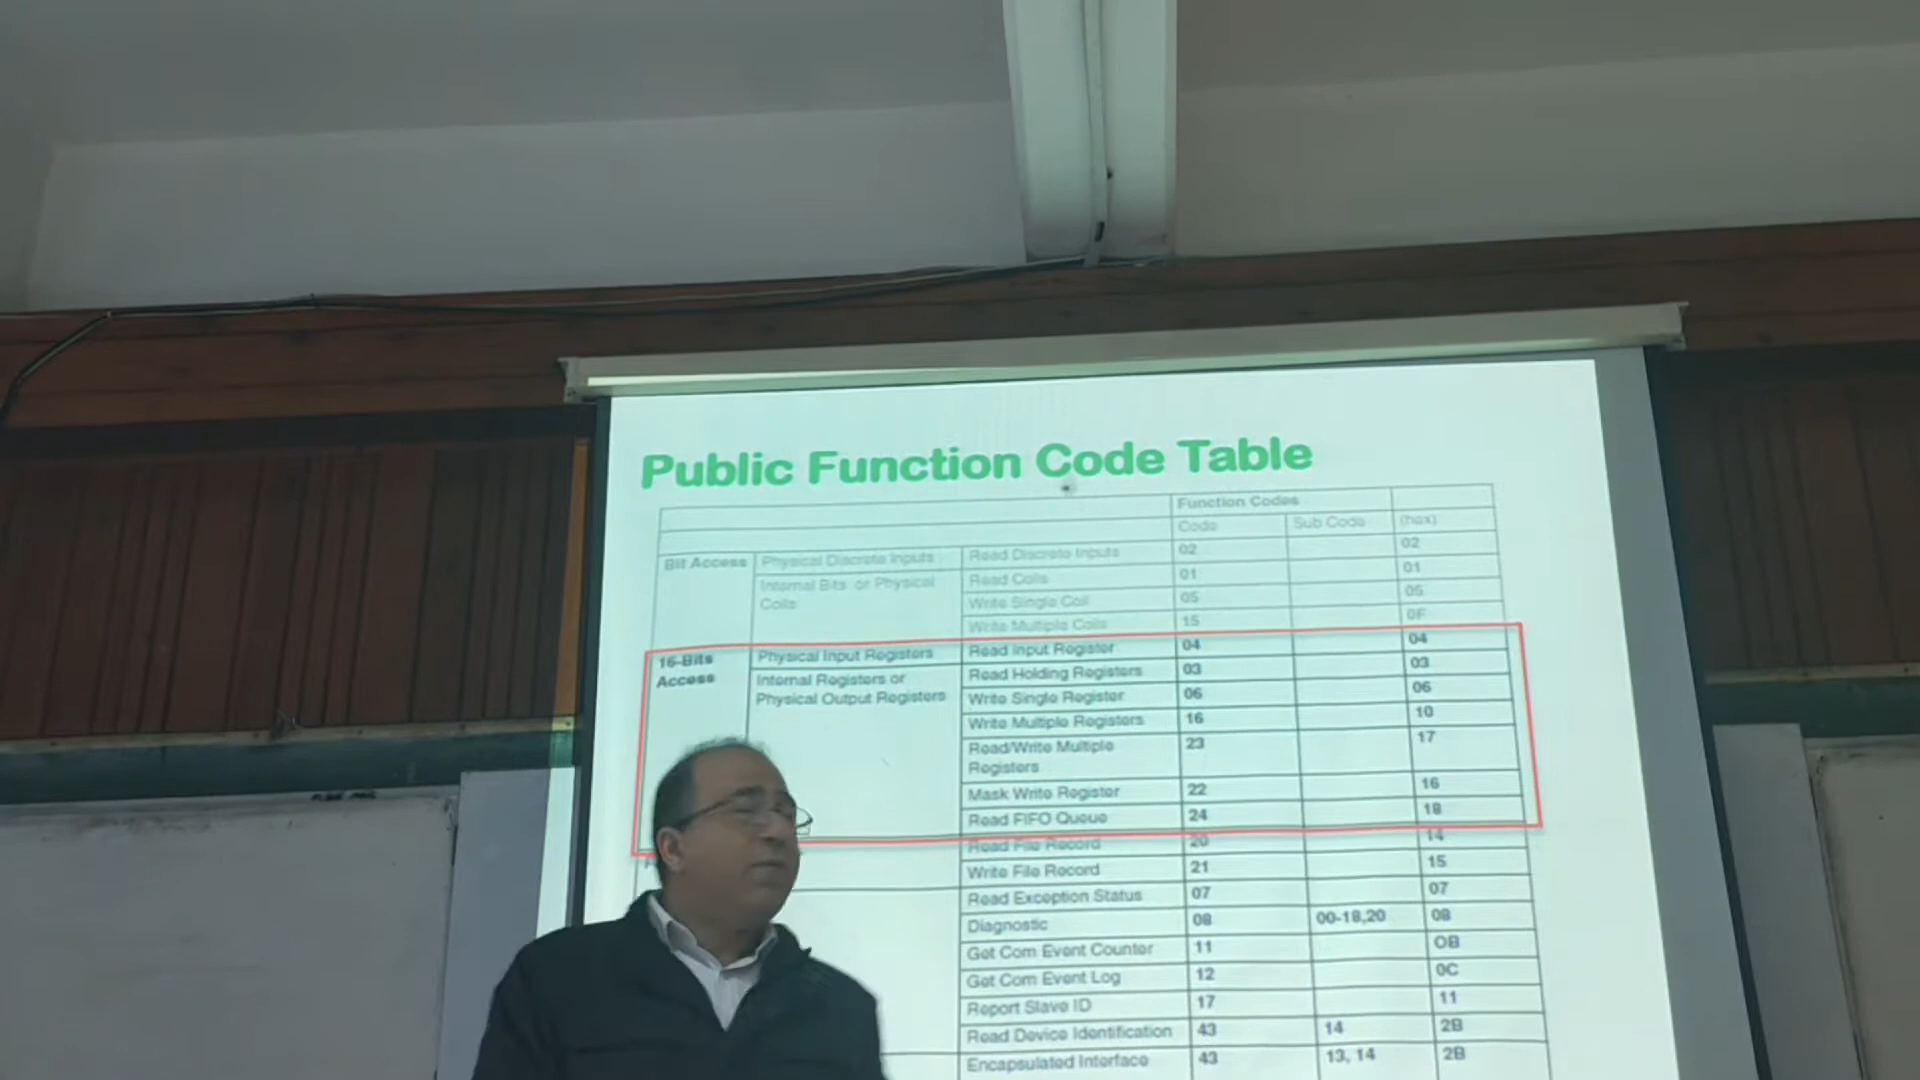 Public Function Code Table
Function Codes
Code Sub Code (hex)
Bit Access Physical Discrete Inputs Read Discrete Inputs 02 02
Internal Bits or Physical Coils Read Coils 01 01
Write Single Coil 05 05
Write Multiple Coils 15 0F
16-Bits Access Physical Input Registers Read Input Register 04 04
Internal Registers or Physical Output Registers Read Holding Registers 03 03
Write Single Register 06 06
Write Multiple Registers 16 10
Read/Write Multiple Registers 23 17
Mask Write Register 22 16
Read FIFO Queue 24 18
Read File Record 20 14
Write File Record 21 15
Read Exception Status 07 07
Diagnostic 08 00-18,20 08
Get Com Event Counter 11 OB
Get Com Event Log 12 0C
Report Slave ID 17 11
Read Device Identification 43 14 2B
Encapsulated Interface 43 13, 14 2B